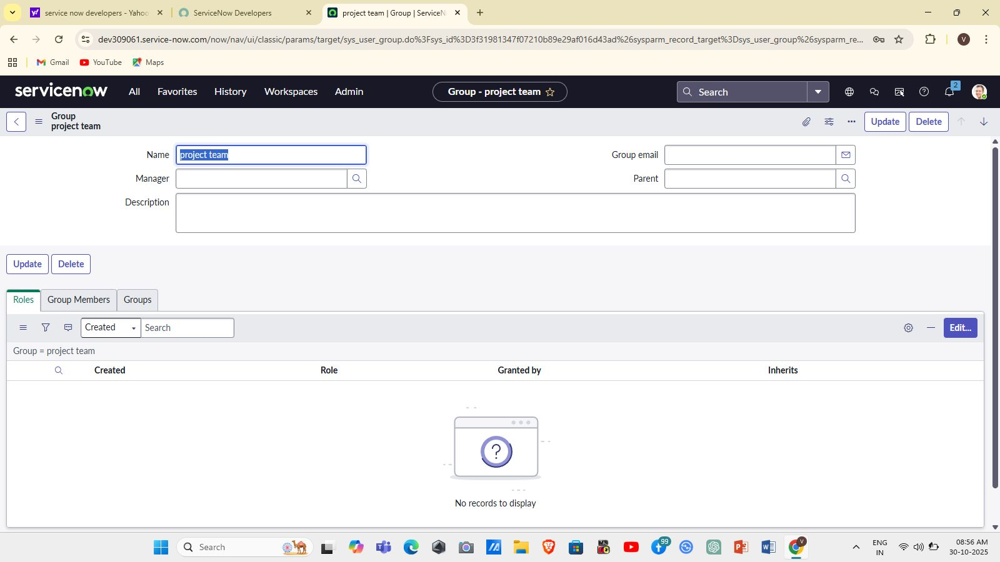 service now developers - Yahoo
ServiceNow Developers
project team | Group | ServiceN
dev309061.service-now.com/now/nav/ui/classic/params/target/sys_user_group.do%3Fsys_id%3D3f31981347f07210b89e29af016d43ad%26sysparm_record_target%3Dsys_user_group%26sysparm_re...
V
Gmail
YouTube
Maps
servicenow
All
Favorites
History
Workspaces
Admin
Group - project team
Search
2
Group
project team
Update
Delete
Name
project team
Group email
Manager
Parent
Description
Update
Delete
Roles
Group Members
Groups
Created
Search
Edit...
Group = project team
Created
Role
Granted by
Inherits
?
No records to display
Search
99
V
ENG
IN
08:56 AM
30-10-2025